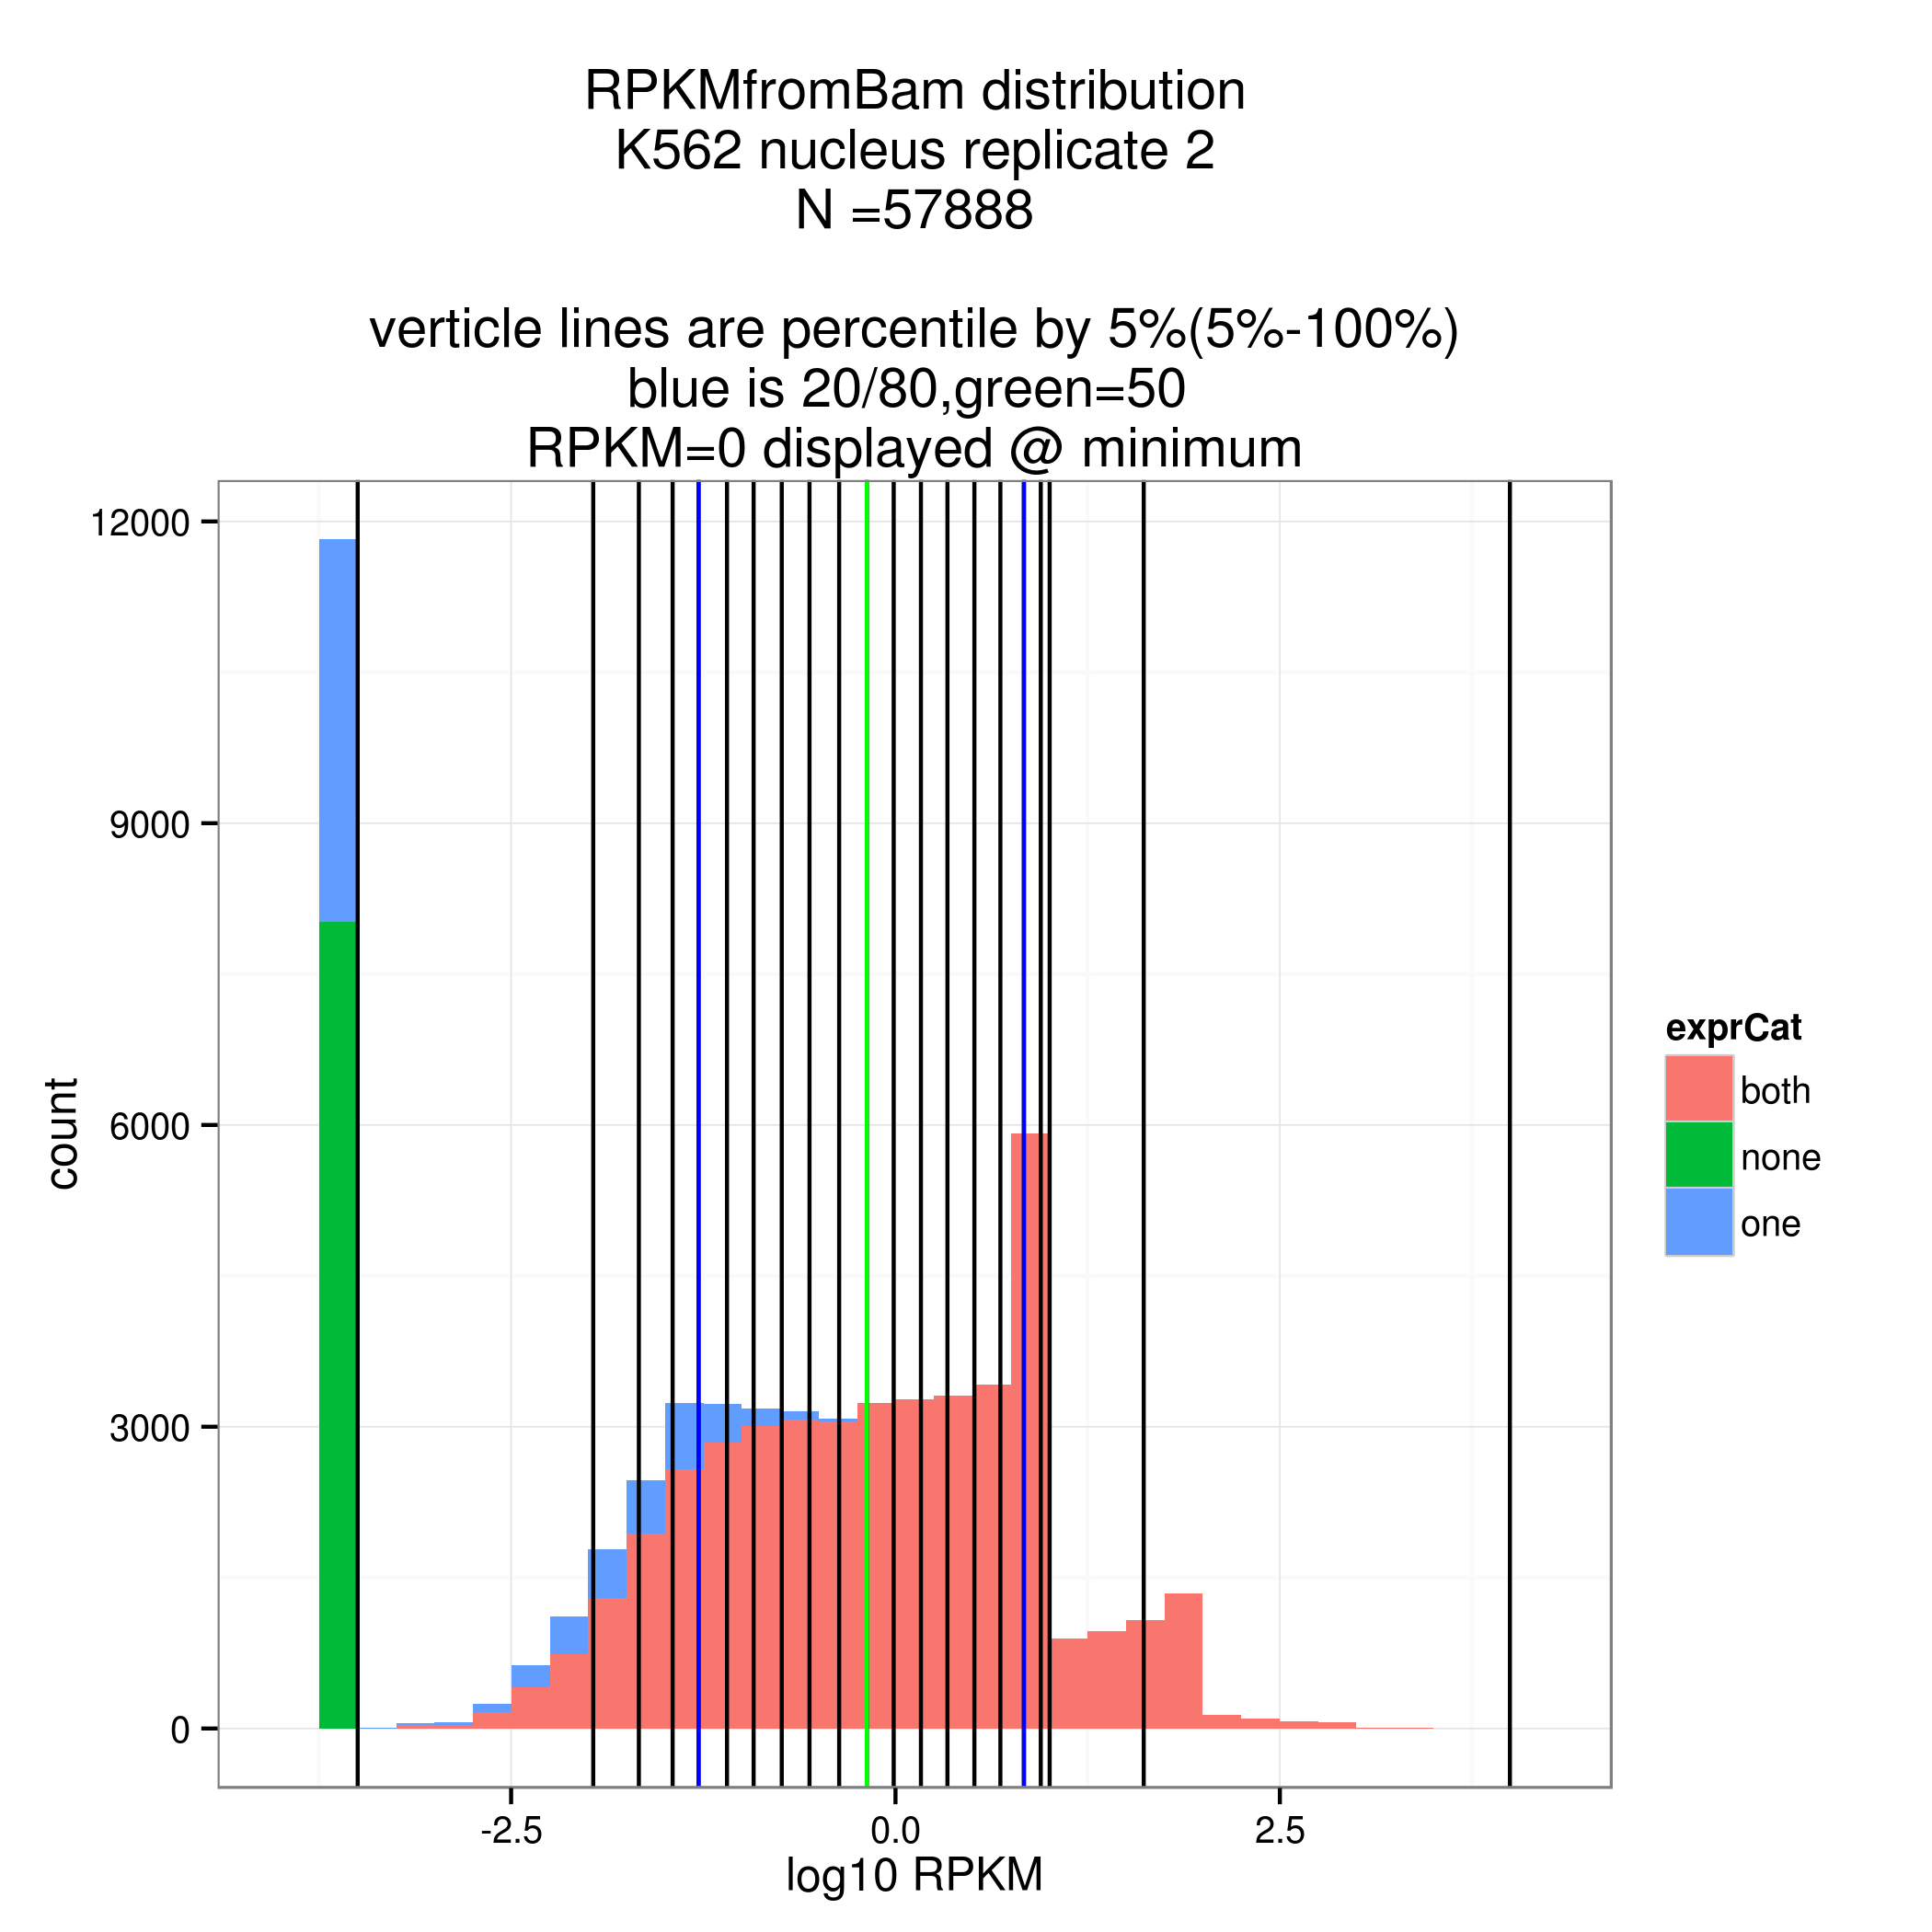 RPKMfromBam distribution
K562 nucleus replicate 2
N =57888
verticle lines are percentile by 5%(5%-100%)
blue is 20/80,green=50
RPKM=0 displayed @ minimum
12000
9000
6000
3000
0
count
-2.5
0.0
2.5
log10 RPKM
exprCat
both
none
one